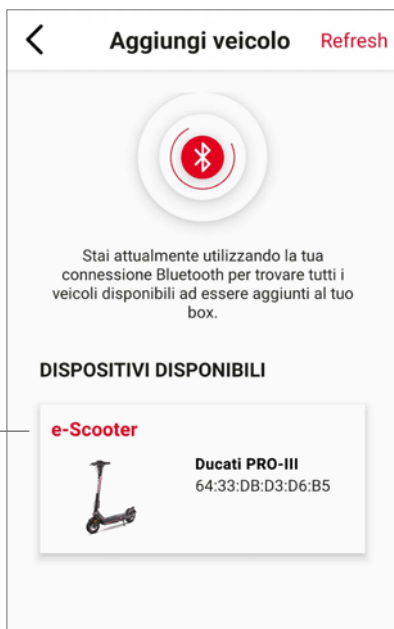 Aggiungi veicolo Refresh
Stai attualmente utilizzando la tua
connessione Bluetooth per trovare tutti i
veicoli disponibili ad essere aggiunti al tuo
box.
DISPOSITIVI DISPONIBILI
e-Scooter
Ducati PRO-III
64:33:DB:D3:D6:B5